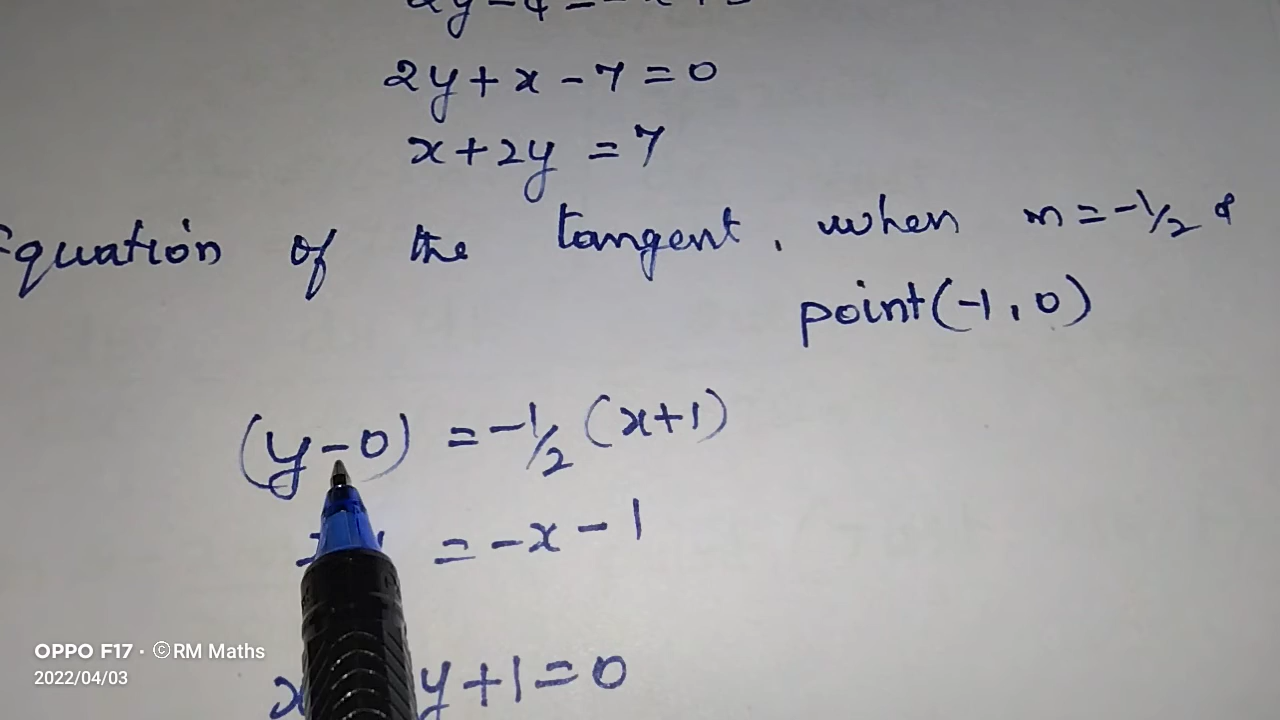 2y + x - 7 = 0
x + 2y = 7
Equation of the tangent, when m = -1/2 &
point (-1, 0)
(y - 0) = -1/2 (x + 1)
= -x - 1
x y + 1 = 0
OPPO F17 · ©RM Maths
2022/04/03